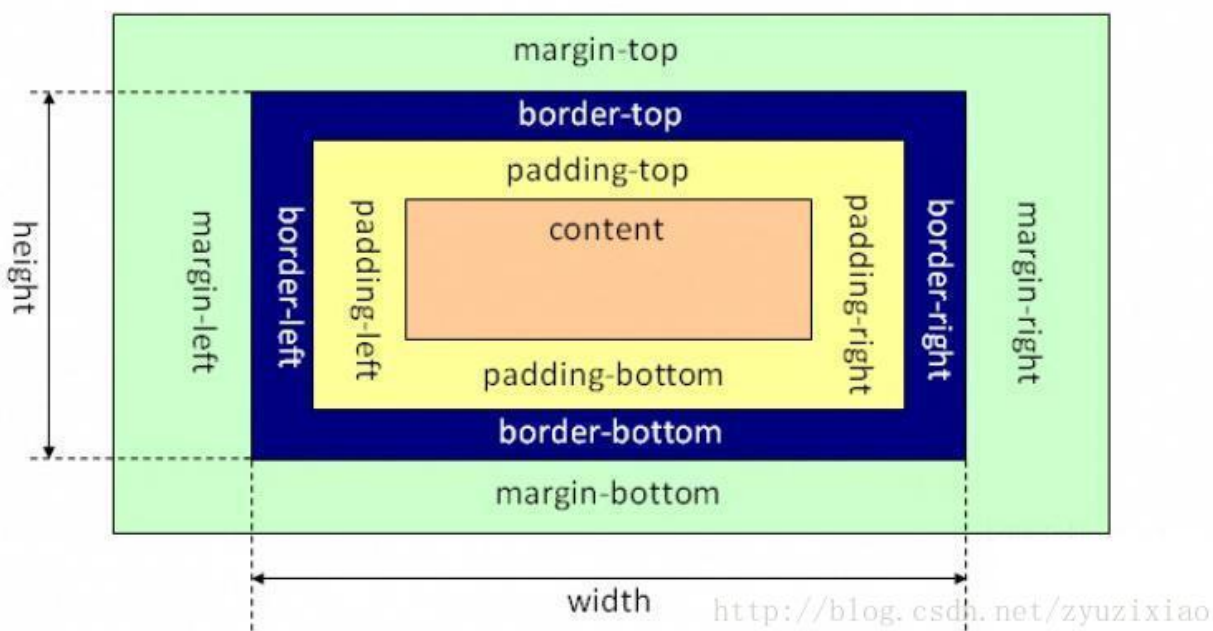 margin-top
border-top
padding-top
content
height
margin-left
border-left
padding-left
padding-right
border-right
margin-right
padding-bottom
border-bottom
margin-bottom
width
http://blog.csdn.net/zyuzixiao